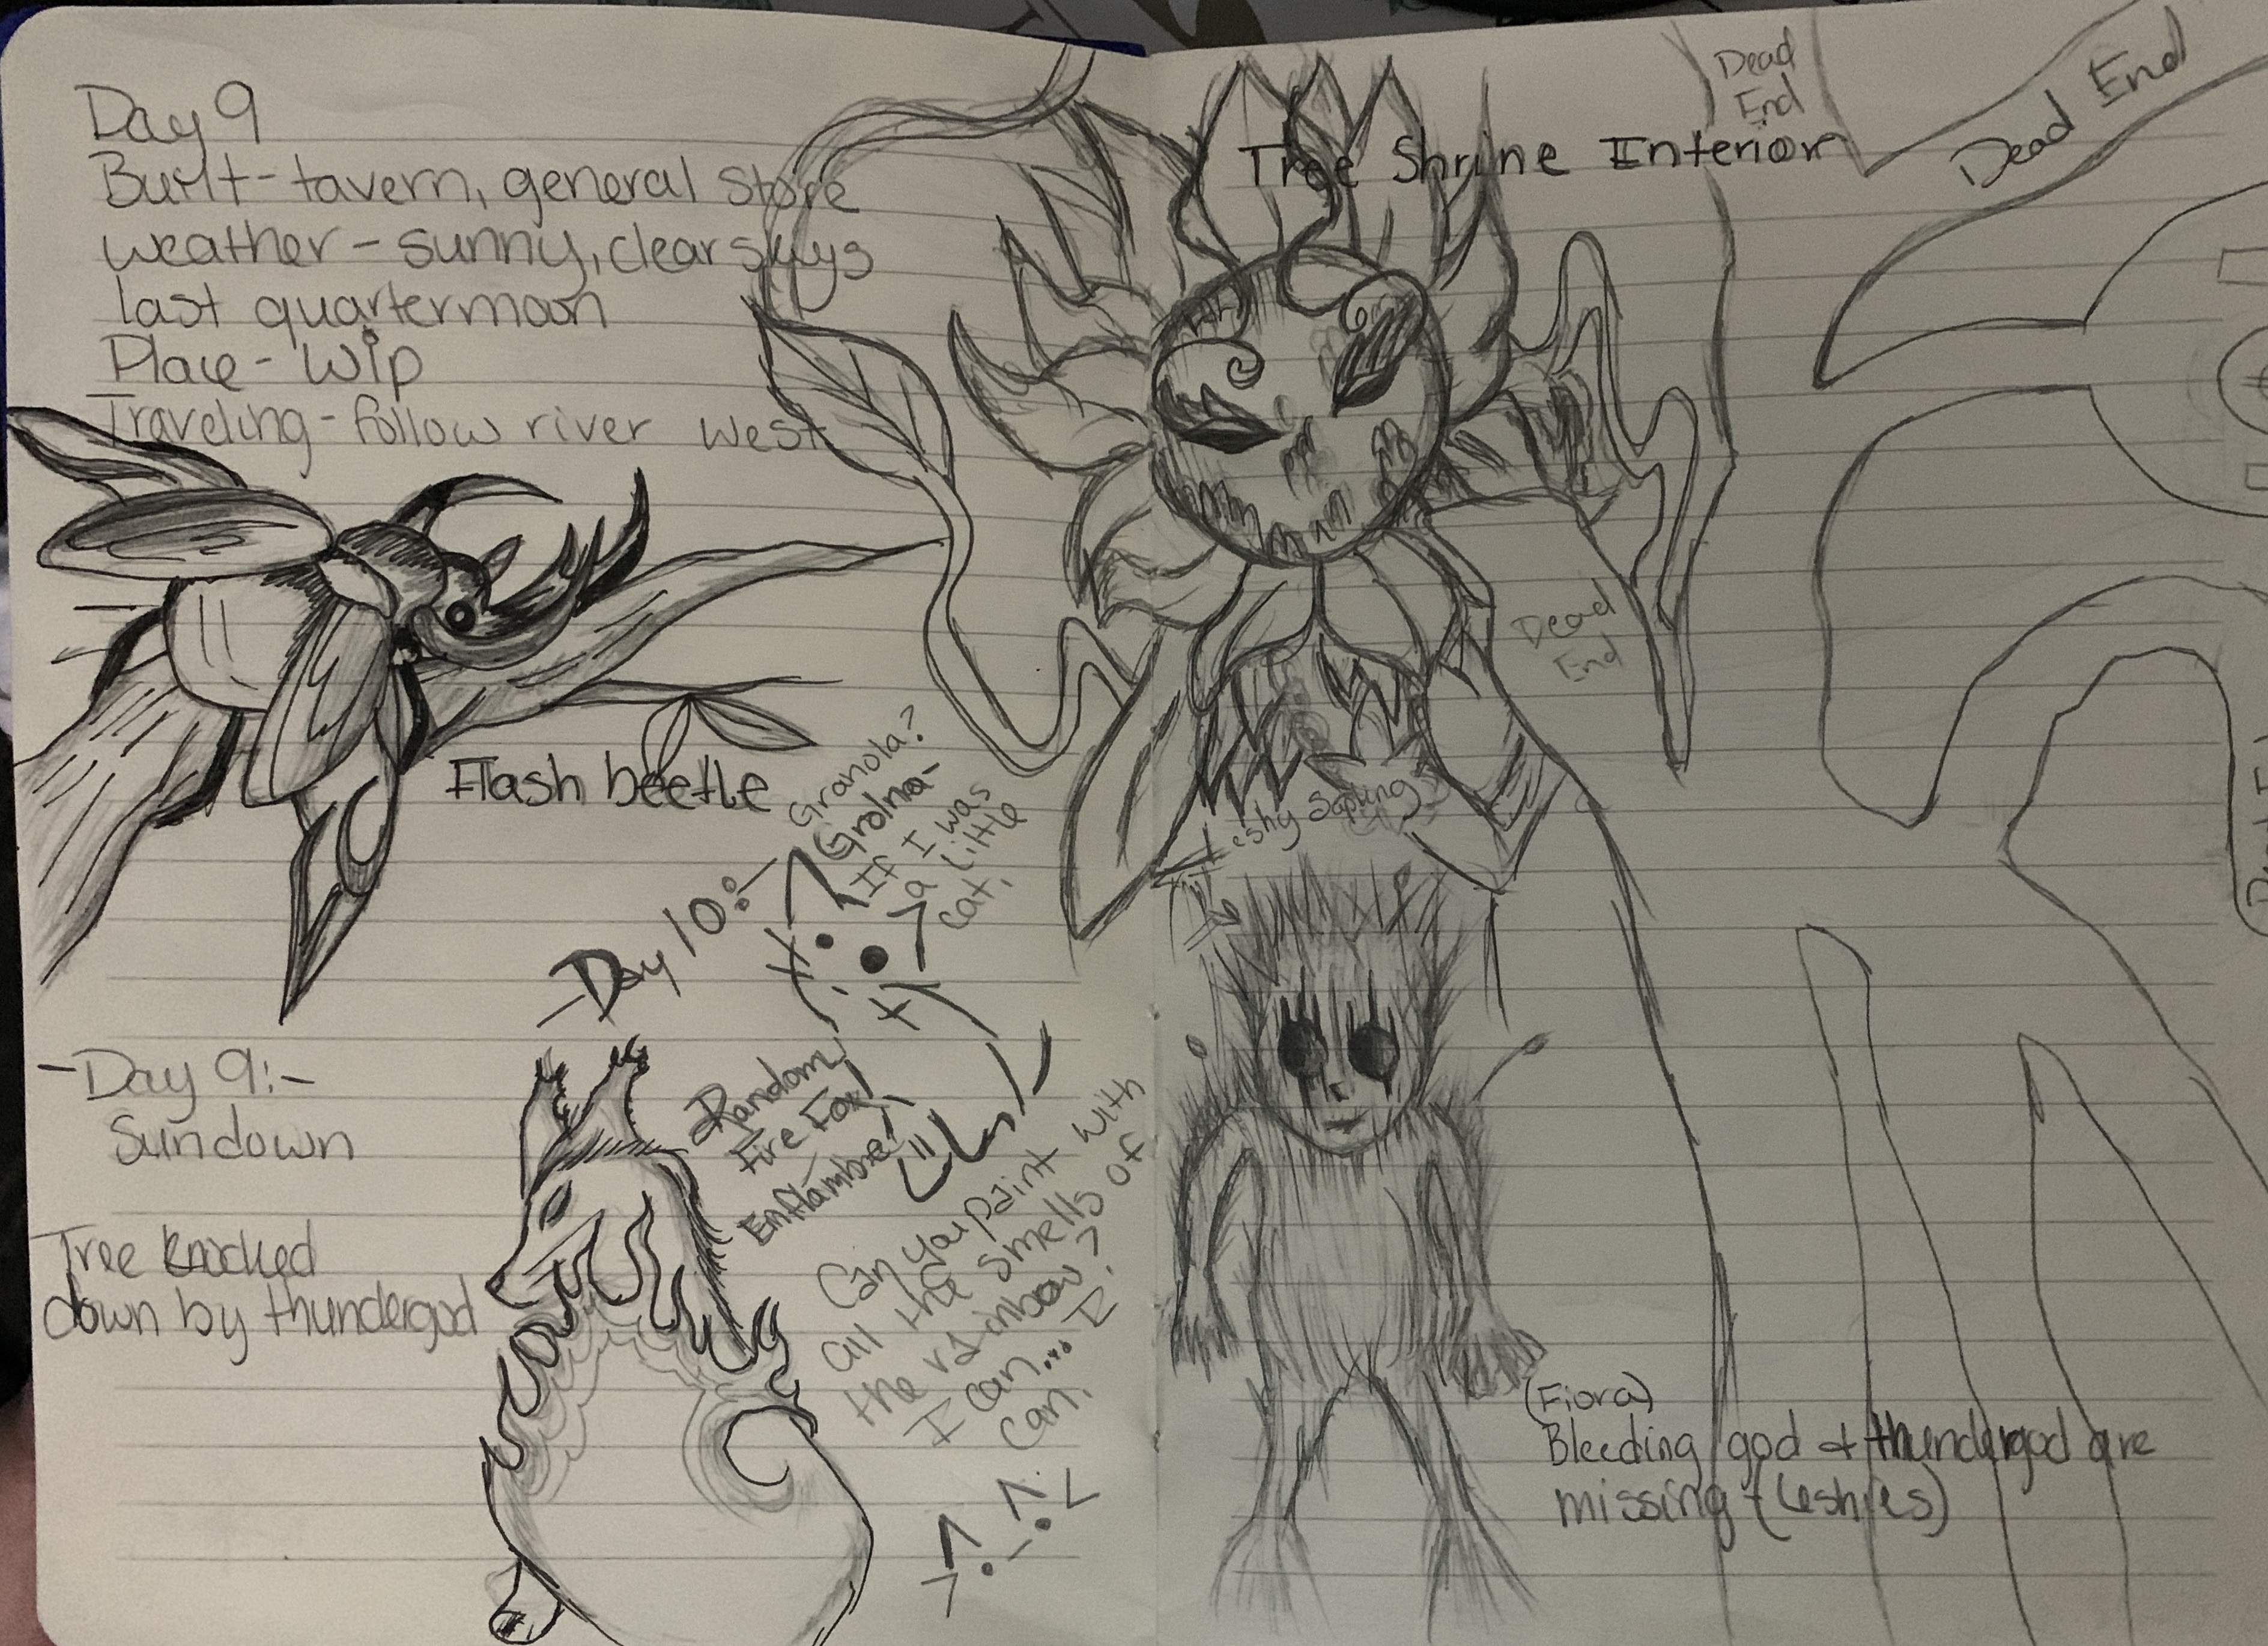 Day 9
Built - tavern, general store
weather - sunny, clear skys
last quartermoon
Place - Wip
Traveling - follow river west
Flash beetle
- Day 9: -
Sundown
Tree knocked
down by thundergod
- Day 10: -
Granola?
Grolna-
If I was
a little
cat,
Random
Fire Fox!
Enflambre!
Can you paint with
all the smells of
the rainbow?
I can... I
can.
Tree Shrine Interior
Dead
End
Dead End
Dead
End
Leshy Sapling
(Fiora)
Bleeding god + thundergod are
missing - (Leshies)